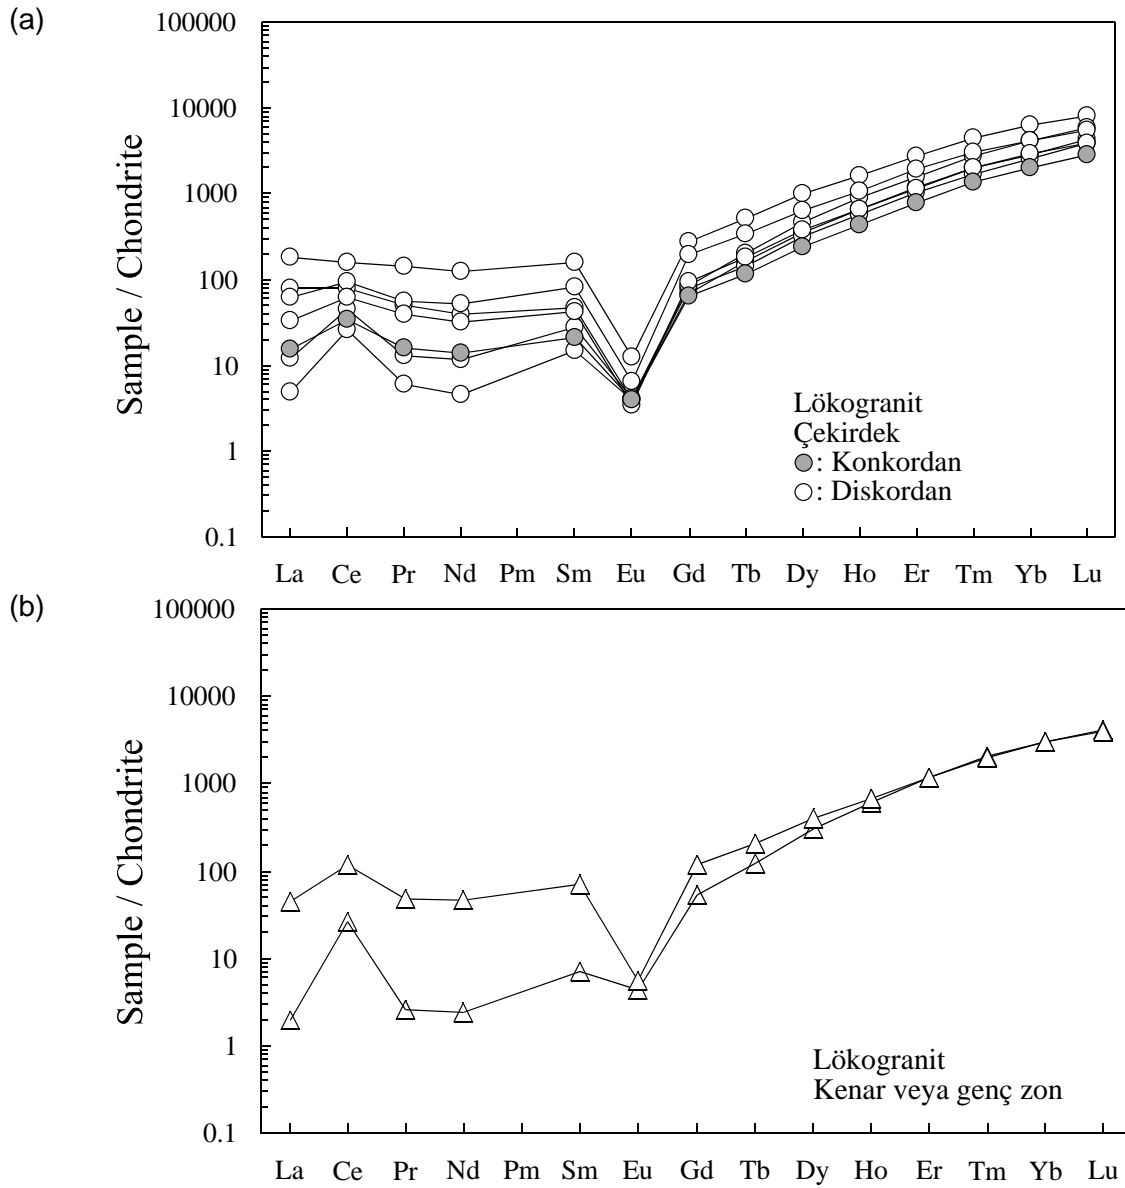 (a)
100000
10000
1000
100
10
1
0.1
Sample / Chondrite
Lökogranit
Çekirdek
: Konkordan
: Diskordan
La Ce Pr Nd Pm Sm Eu Gd Tb Dy Ho Er Tm Yb Lu
(b)
100000
10000
1000
100
10
1
0.1
Sample / Chondrite
Lökogranit
Kenar veya genç zon
La Ce Pr Nd Pm Sm Eu Gd Tb Dy Ho Er Tm Yb Lu